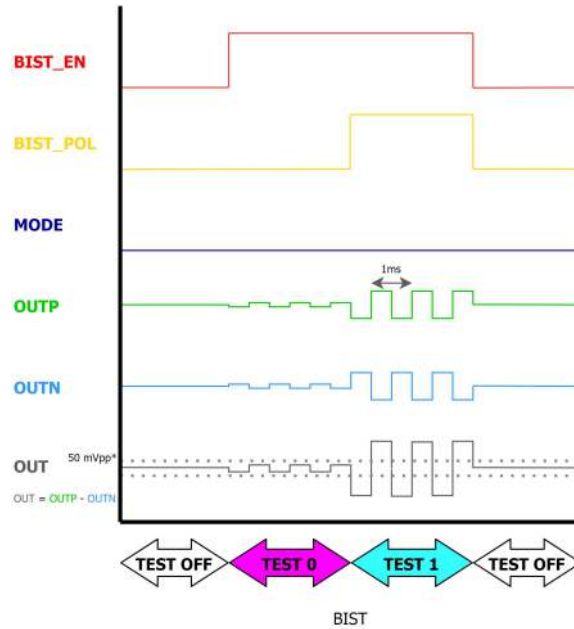 BIST_EN
BIST_POL
MODE
1ms
OUTP
OUTN
50 mVpp*
OUT
OUT = OUTP - OUTN
TEST OFF TEST 0 TEST 1 TEST OFF
BIST